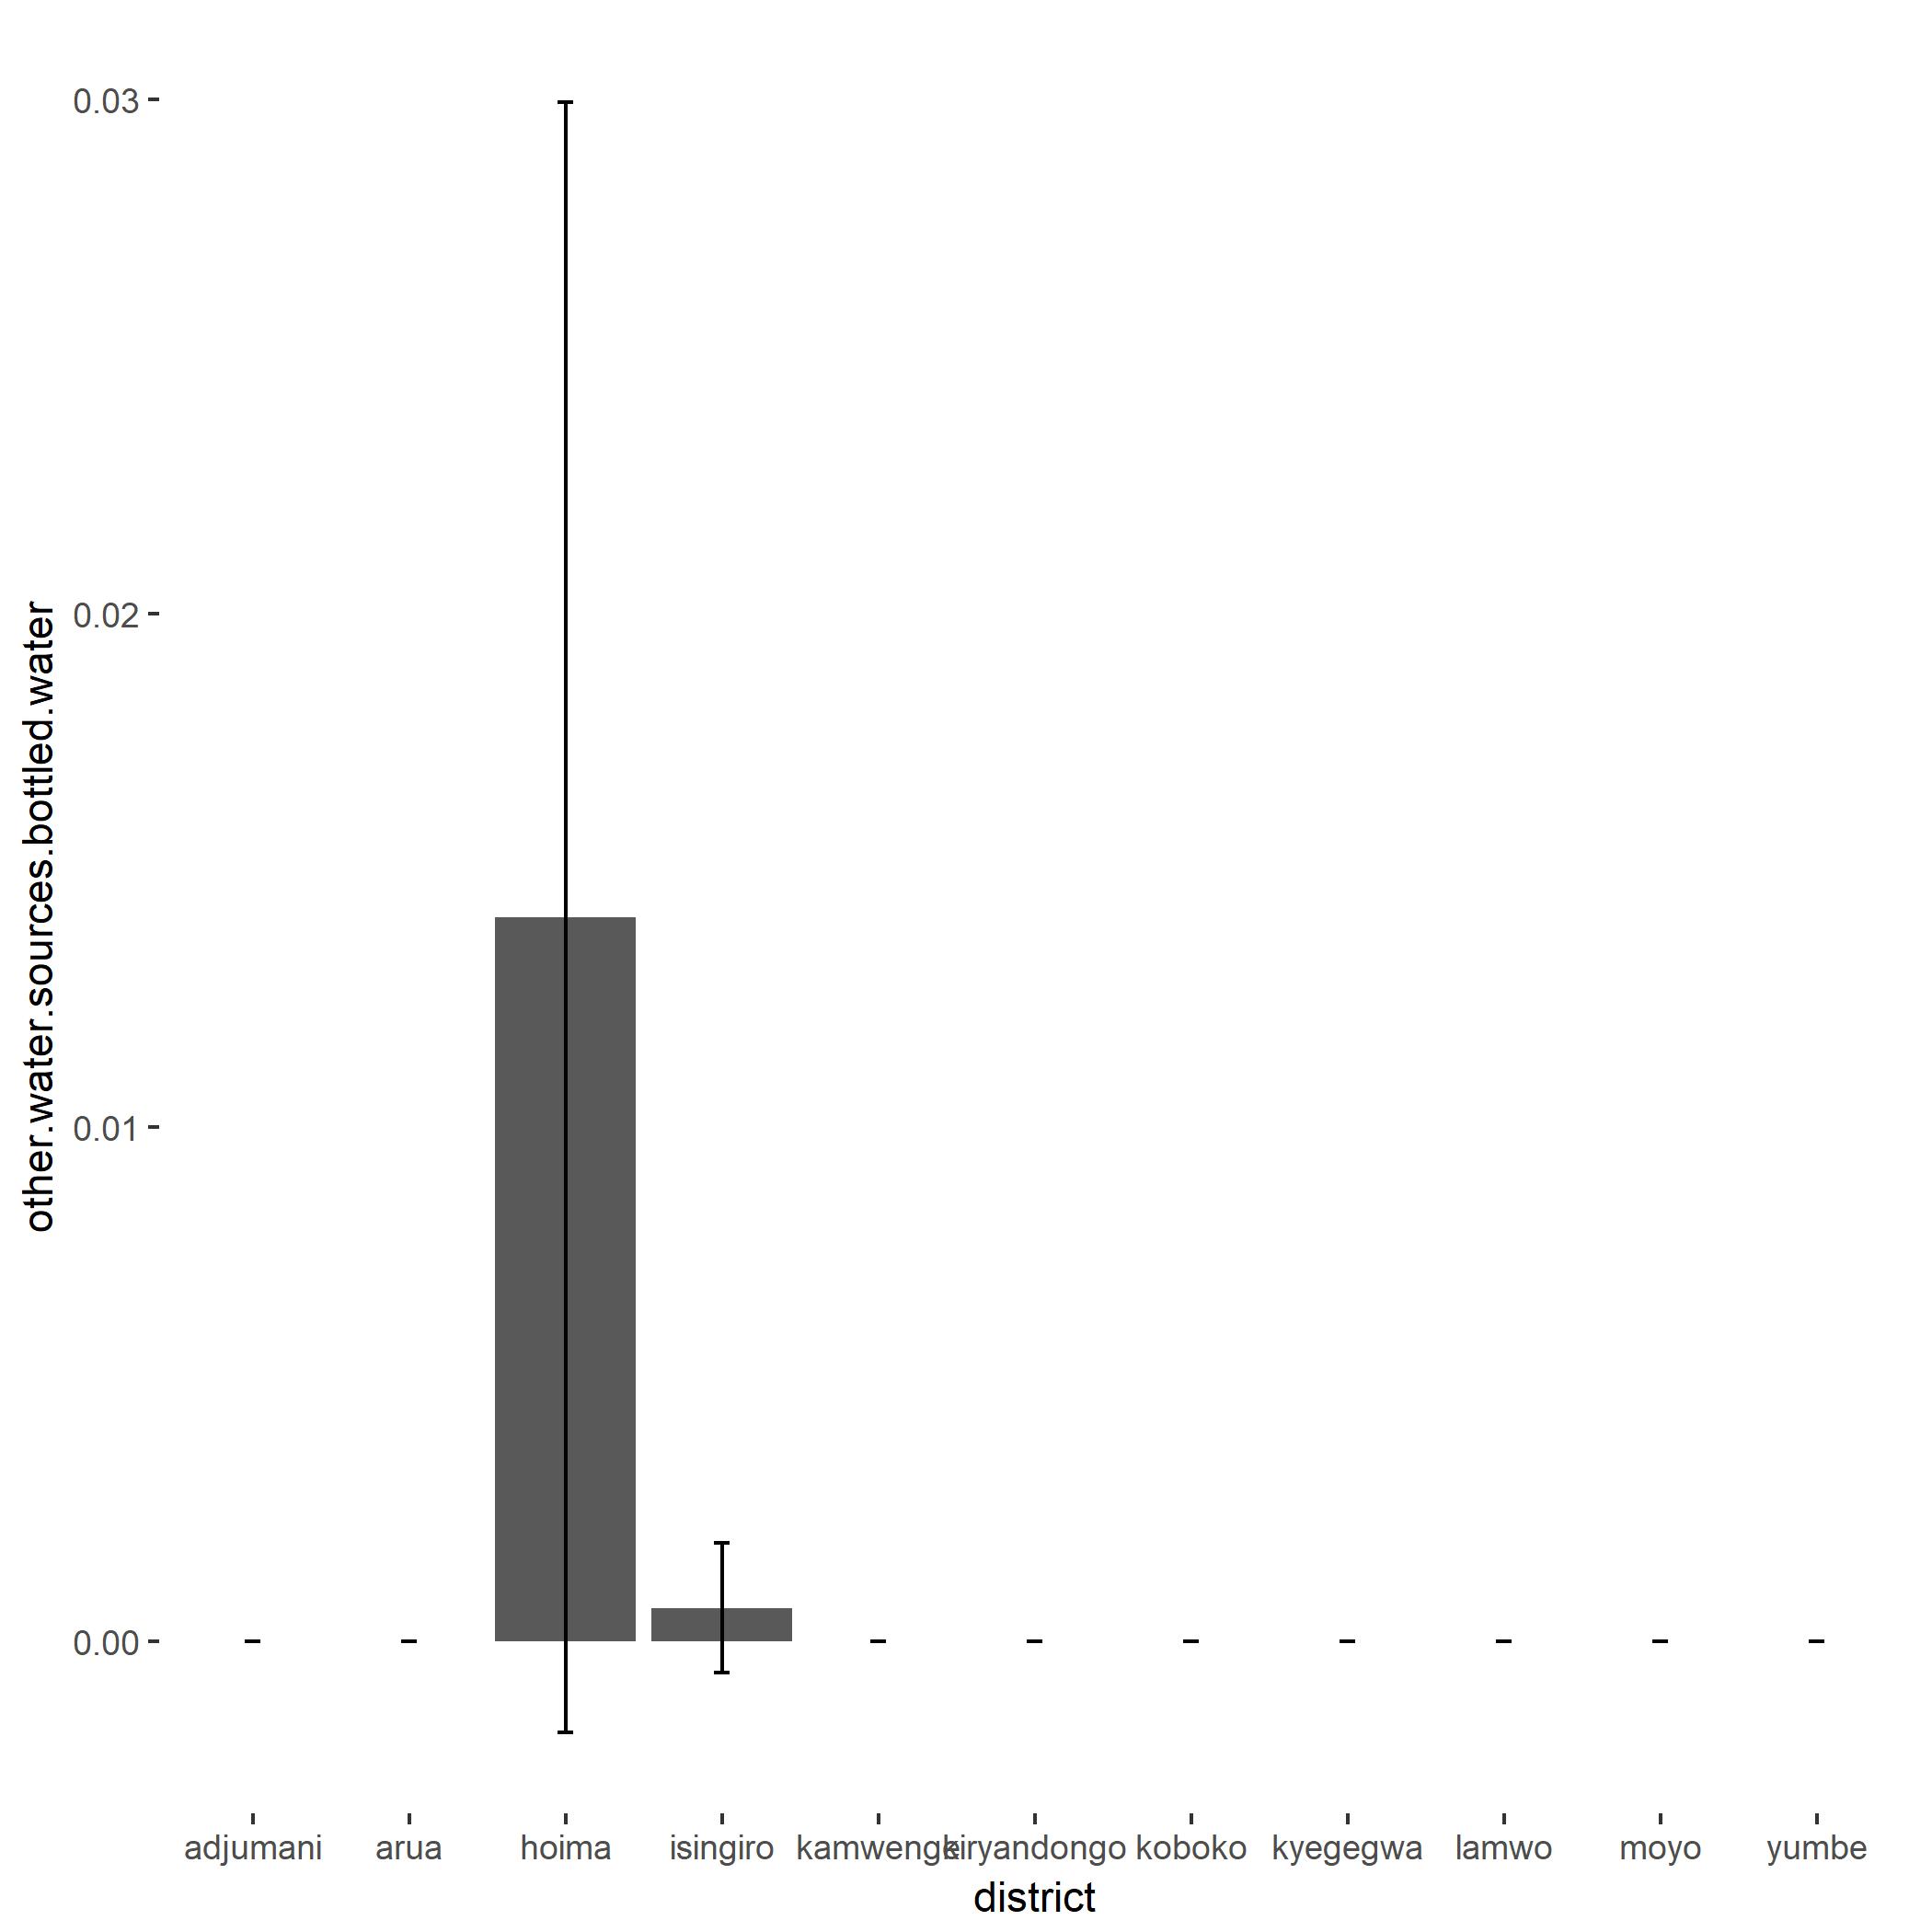 other.water.sources.bottled.water
0.03
0.02
0.01
0.00
adjumani arua hoima isingiro kamwenge kiryandongo koboko kyegegwa lamwo moyo yumbe
district